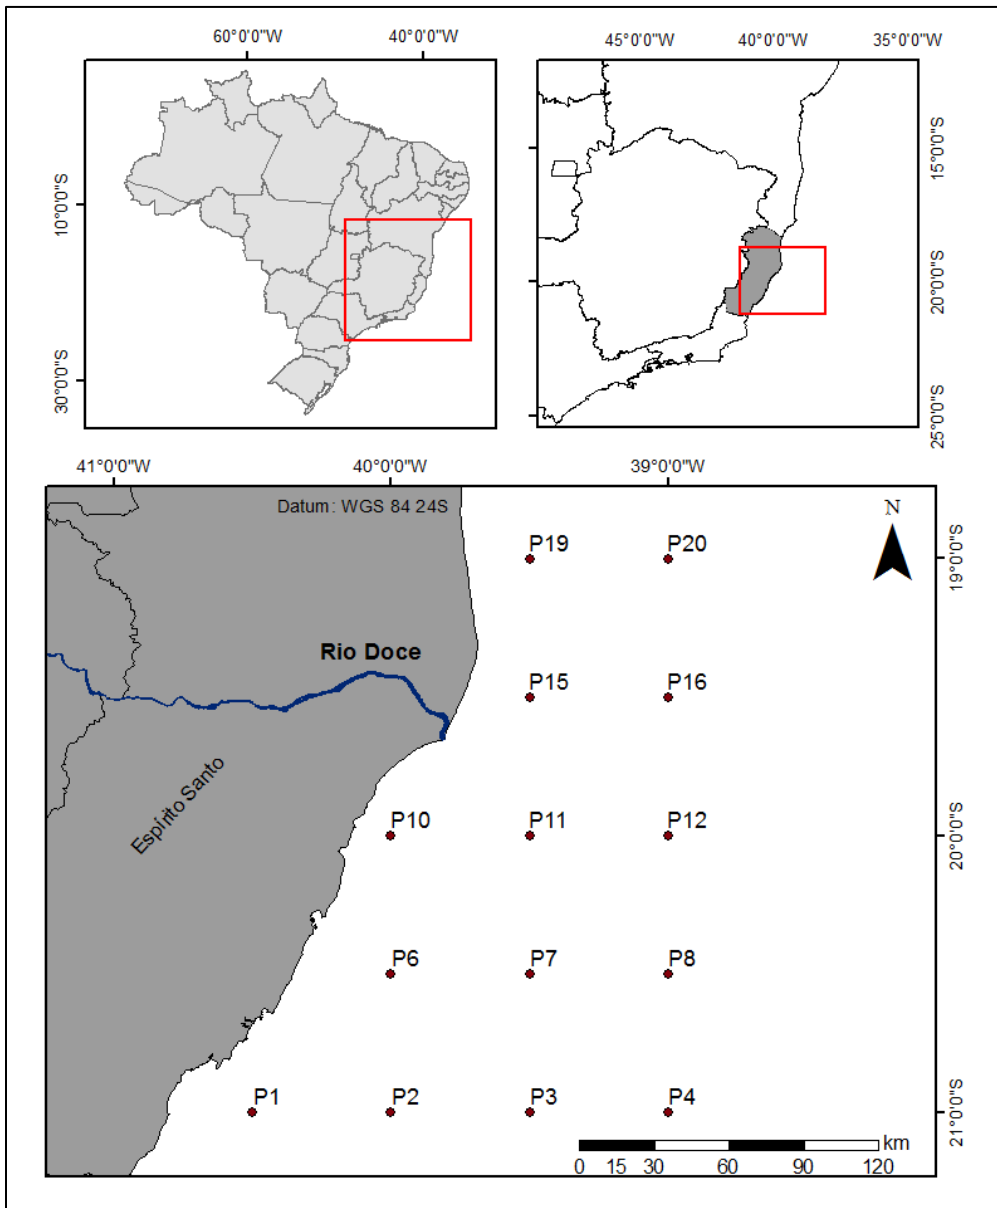 60°0'0"W 40°0'0"W
45°0'0"W 40°0'0"W 35°0'0"W
10°0'0"S
30°0'0"S
15°0'0"S
20°0'0"S
25°0'0"S
41°0'0"W 40°0'0"W 39°0'0"W
Datum: WGS 84 24S
N
P19 P20
19°0'0"S
Rio Doce
P15 P16
Espírito Santo
P10 P11 P12
20°0'0"S
P6 P7 P8
P1 P2 P3 P4
21°0'0"S
km
0 15 30 60 90 120